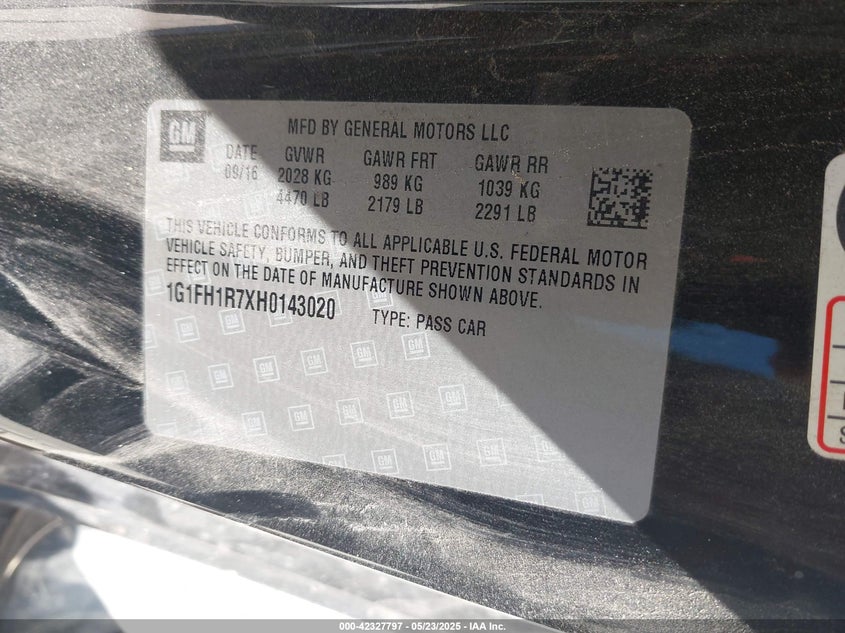 GM
MFD BY GENERAL MOTORS LLC
DATE GVWR GAWR FRT GAWR RR
09/16 2028 KG 989 KG 1039 KG
4470 LB 2179 LB 2291 LB
THIS VEHICLE CONFORMS TO ALL APPLICABLE U.S. FEDERAL MOTOR
VEHICLE SAFETY, BUMPER, AND THEFT PREVENTION STANDARDS IN
EFFECT ON THE DATE OF MANUFACTURE SHOWN ABOVE.
1G1FH1R7XH0143020 TYPE: PASS CAR
000-42327797 - 05/23/2025 - IAA Inc.